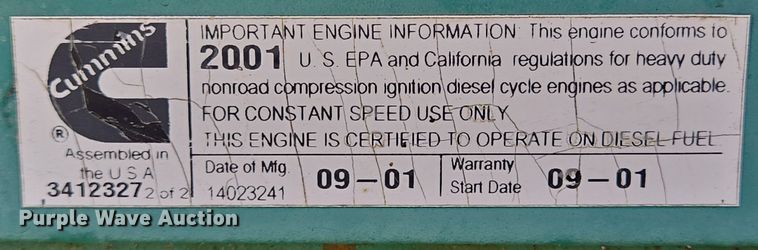 Cummins
®
Assembled in
the U S A
3412327 2 of 2
IMPORTANT ENGINE INFORMATION: This engine conforms to
2001 U. S. EPA and California regulations for heavy duty
nonroad compression ignition diesel cycle engines as applicable.
FOR CONSTANT SPEED USE ONLY
THIS ENGINE IS CERTIFIED TO OPERATE ON DIESEL FUEL
Date of Mfg. 09-01
14023241
Warranty
Start Date 09-01
Purple Wave Auction